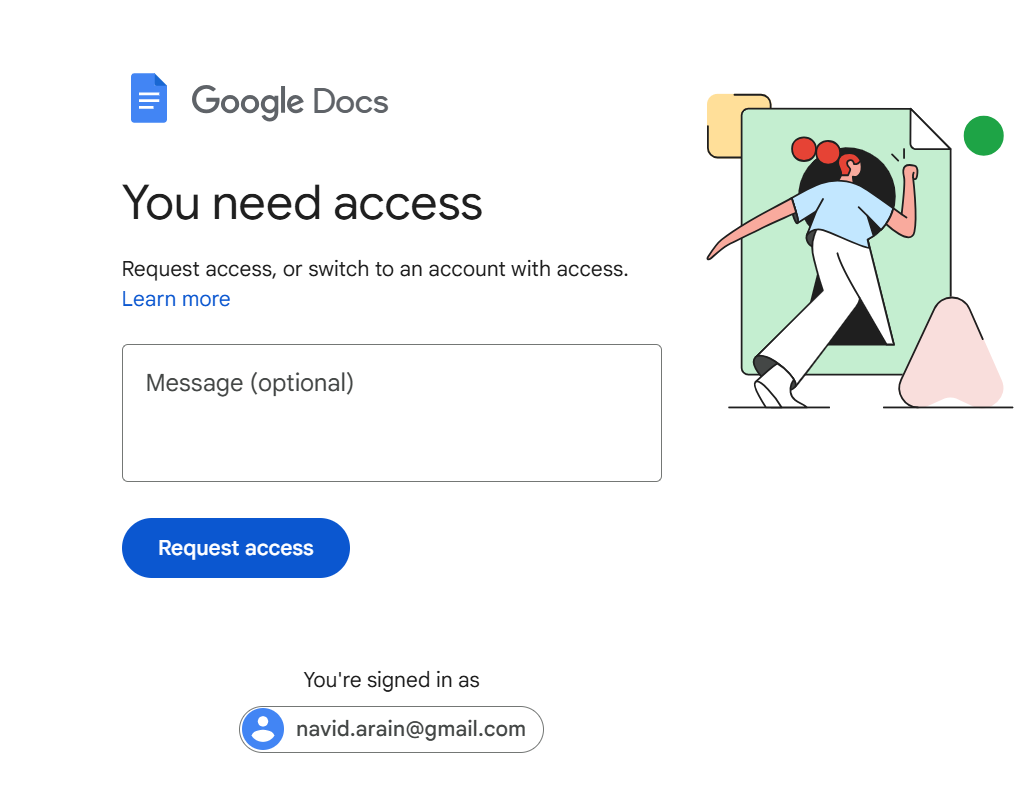 Google Docs
You need access
Request access, or switch to an account with access.
Learn more
Message (optional)
Request access
You're signed in as
navid.arain@gmail.com